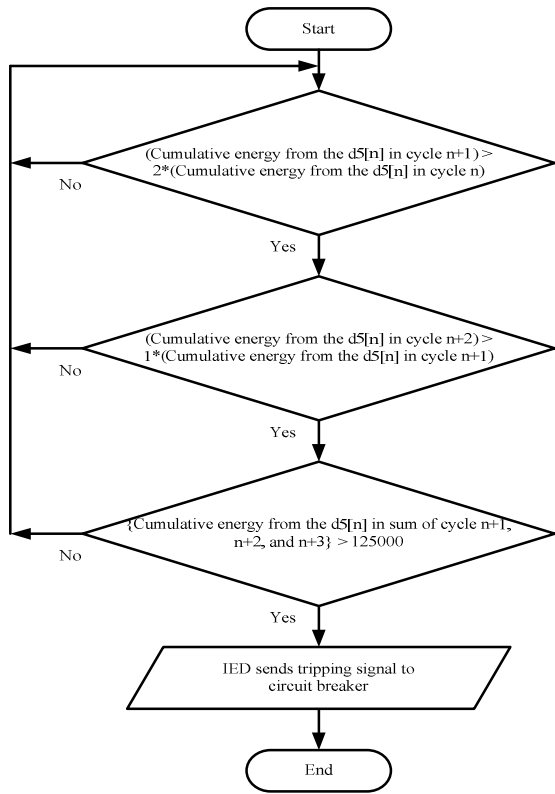 Start
(Cumulative energy from the d5[n] in cycle n+1) >
2*(Cumulative energy from the d5[n] in cycle n)
No
Yes
(Cumulative energy from the d5[n] in cycle n+2) >
1*(Cumulative energy from the d5[n] in cycle n+1)
No
Yes
{Cumulative energy from the d5[n] in sum of cycle n+1,
n+2, and n+3} > 125000
No
Yes
IED sends tripping signal to
circuit breaker
End